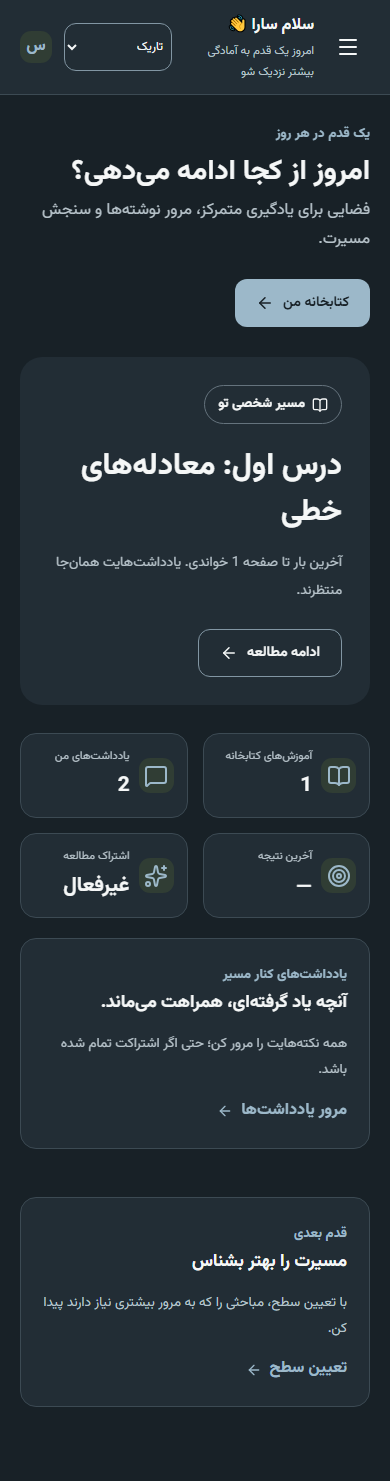 سلام سارا 👋
امروز یک قدم به آمادگی
بیشتر نزدیک شو
تاریک
س
یک قدم در هر روز
امروز از کجا ادامه می‌دهی؟
فضایی برای یادگیری متمرکز، مرور نوشته‌ها و سنجش
مسیرت.
کتابخانه من
مسیر شخصی تو
درس اول: معادله‌های
خطی
آخرین بار تا صفحه 1 خواندی. یادداشت‌هایت همان‌جا
منتظرند.
ادامه مطالعه
آموزش‌های کتابخانه
1
یادداشت‌های من
2
آخرین نتیجه
—
اشتراک مطالعه
غیرفعال
یادداشت‌های کنار مسیر
آنچه یاد گرفته‌ای، همراهت می‌ماند.
همه نکته‌هایت را مرور کن؛ حتی اگر اشتراکت تمام شده
باشد.
مرور یادداشت‌ها
قدم بعدی
مسیرت را بهتر بشناس
با تعیین سطح، مباحثی را که به مرور بیشتری نیاز دارند پیدا
کن.
تعیین سطح